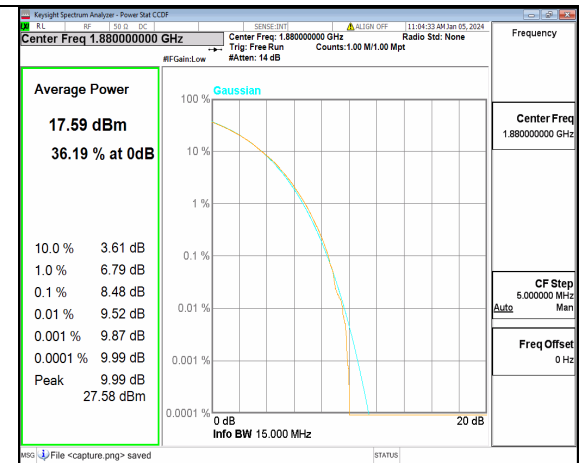 Keysight Spectrum Analyzer - Power Stat CCDF
LXI RL RF 50 Ω DC SENSE:INT ALIGN OFF 11:04:33 AM Jan 05, 2024
Center Freq 1.880000000 GHz
Center Freq: 1.880000000 GHz Radio Std: None
Trig: Free Run Counts:1.00 M/1.00 Mpt
#IFGain:Low #Atten: 14 dB
Frequency
Center Freq
1.880000000 GHz
CF Step
5.000000 MHz
Auto Man
Freq Offset
0 Hz
Average Power
17.59 dBm
36.19 % at 0dB
10.0 % 3.61 dB
1.0 % 6.79 dB
0.1 % 8.48 dB
0.01 % 9.52 dB
0.001 % 9.87 dB
0.0001 % 9.99 dB
Peak 9.99 dB
27.58 dBm
Gaussian
100 %
10 %
1 %
0.1 %
0.01 %
0.001 %
0.0001 %
0 dB 20 dB
Info BW 15.000 MHz
MSG File <capture.png> saved STATUS